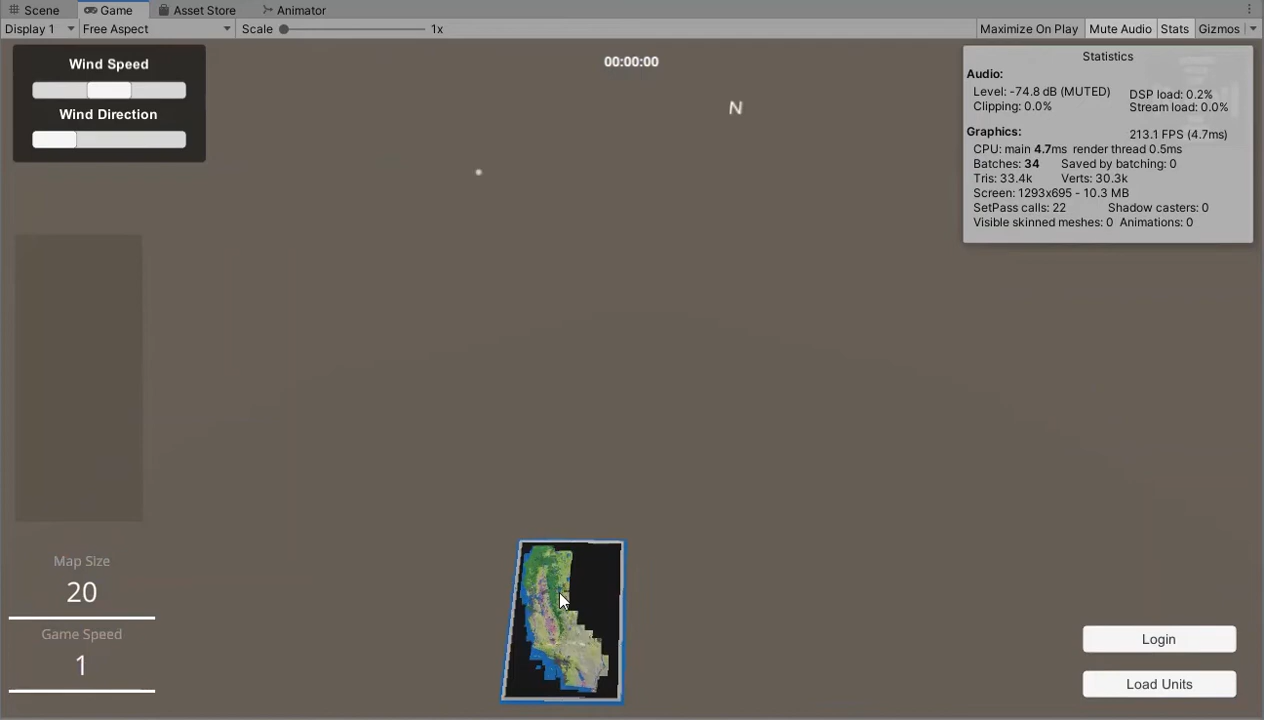 Scene Game Asset Store Animator
Display 1 Free Aspect Scale 1x Maximize On Play Mute Audio Stats Gizmos
Wind Speed
Wind Direction
00:00:00
N
Statistics
Audio:
Level: -74.8 dB (MUTED) DSP load: 0.2%
Clipping: 0.0% Stream load: 0.0%
Graphics: 213.1 FPS (4.7ms)
CPU: main 4.7ms render thread 0.5ms
Batches: 34 Saved by batching: 0
Tris: 33.4k Verts: 30.3k
Screen: 1293x695 - 10.3 MB
SetPass calls: 22 Shadow casters: 0
Visible skinned meshes: 0 Animations: 0
Map Size
20
Game Speed
1
Login
Load Units